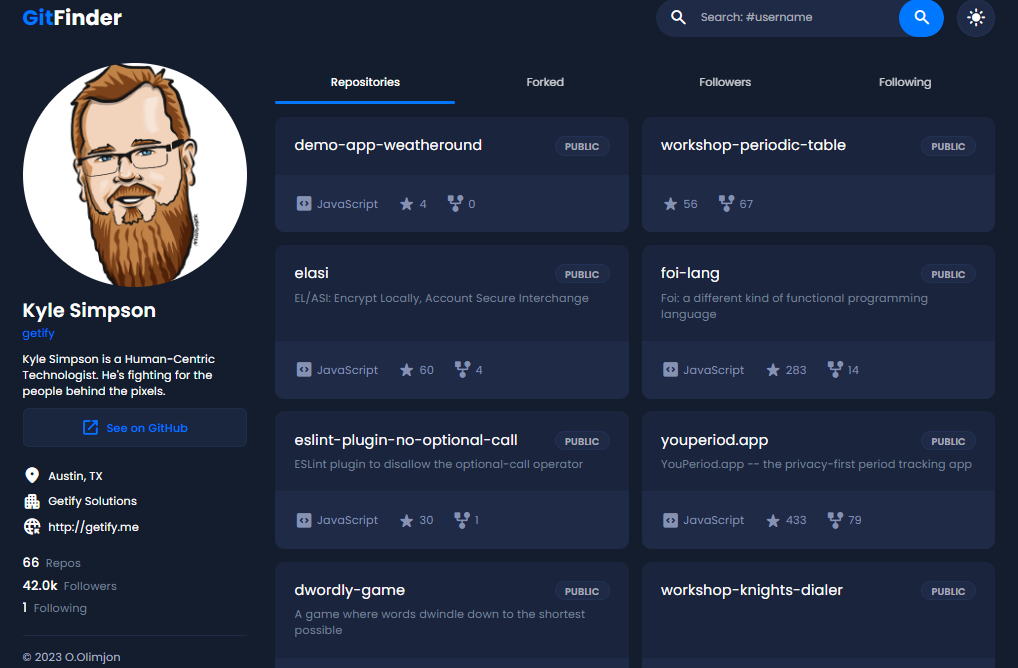 GitFinder
Search: #username
Kyle Simpson
getify
Kyle Simpson is a Human-Centric
Technologist. He's fighting for the
people behind the pixels.
See on GitHub
Austin, TX
Getify Solutions
http://getify.me
66 Repos
42.0k Followers
1 Following
© 2023 O.Olimjon
Repositories Forked Followers Following
demo-app-weatheround PUBLIC
JavaScript 4 0
workshop-periodic-table PUBLIC
56 67
elasi PUBLIC
EL/ASI: Encrypt Locally, Account Secure Interchange
JavaScript 60 4
foi-lang PUBLIC
Foi: a different kind of functional programming
language
JavaScript 283 14
eslint-plugin-no-optional-call PUBLIC
ESLint plugin to disallow the optional-call operator
JavaScript 30 1
youperiod.app PUBLIC
YouPeriod.app -- the privacy-first period tracking app
JavaScript 433 79
dwordly-game PUBLIC
A game where words dwindle down to the shortest
possible
workshop-knights-dialer PUBLIC